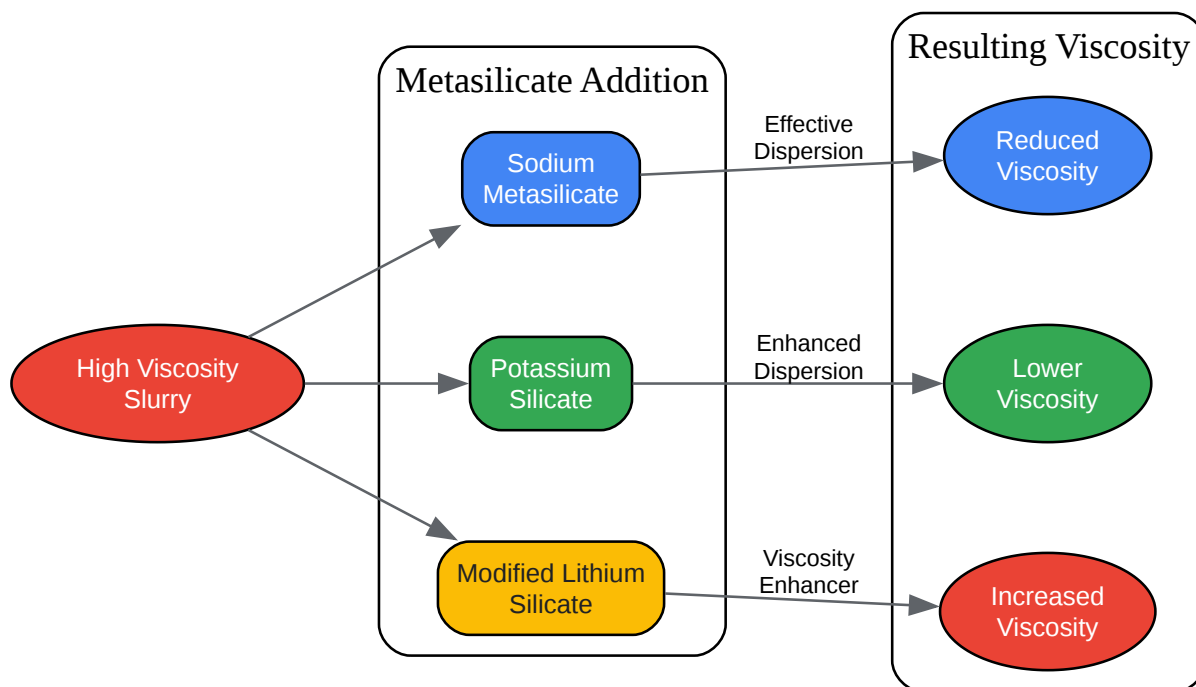 Resulting Viscosity
Metasilicate Addition
Effective
Dispersion
Reduced
Viscosity
Sodium
Metasilicate
High Viscosity
Slurry
Potassium
Silicate
Enhanced
Dispersion
Lower
Viscosity
Modified Lithium
Silicate
Viscosity
Enhancer
Increased
Viscosity